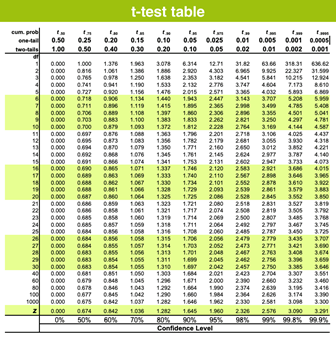 t-test table
cum. prob t.50 t.75 t.80 t.85 t.90 t.95 t.975 t.99 t.995 t.999 t.9995
one-tail 0.50 0.25 0.20 0.15 0.10 0.05 0.025 0.01 0.005 0.001 0.0005
two-tails 1.00 0.50 0.40 0.30 0.20 0.10 0.05 0.02 0.01 0.002 0.001
df
1 0.000 1.000 1.376 1.963 3.078 6.314 12.71 31.82 63.66 318.31 636.62
2 0.000 0.816 1.061 1.386 1.886 2.920 4.303 6.965 9.925 22.327 31.599
3 0.000 0.765 0.978 1.250 1.638 2.353 3.182 4.541 5.841 10.215 12.924
4 0.000 0.741 0.941 1.190 1.533 2.132 2.776 3.747 4.604 7.173 8.610
5 0.000 0.727 0.920 1.156 1.476 2.015 2.571 3.365 4.032 5.893 6.869
6 0.000 0.718 0.906 1.134 1.440 1.943 2.447 3.143 3.707 5.208 5.959
7 0.000 0.711 0.896 1.119 1.415 1.895 2.365 2.998 3.499 4.785 5.408
8 0.000 0.706 0.889 1.108 1.397 1.860 2.306 2.896 3.355 4.501 5.041
9 0.000 0.703 0.883 1.100 1.383 1.833 2.262 2.821 3.250 4.297 4.781
10 0.000 0.700 0.879 1.093 1.372 1.812 2.228 2.764 3.169 4.144 4.587
11 0.000 0.697 0.876 1.088 1.363 1.796 2.201 2.718 3.106 4.025 4.437
12 0.000 0.695 0.873 1.083 1.356 1.782 2.179 2.681 3.055 3.930 4.318
13 0.000 0.694 0.870 1.079 1.350 1.771 2.160 2.650 3.012 3.852 4.221
14 0.000 0.692 0.868 1.076 1.345 1.761 2.145 2.624 2.977 3.787 4.140
15 0.000 0.691 0.866 1.074 1.341 1.753 2.131 2.602 2.947 3.733 4.073
16 0.000 0.690 0.865 1.071 1.337 1.746 2.120 2.583 2.921 3.686 4.015
17 0.000 0.689 0.863 1.069 1.333 1.740 2.110 2.567 2.898 3.646 3.965
18 0.000 0.688 0.862 1.067 1.330 1.734 2.101 2.552 2.878 3.610 3.922
19 0.000 0.688 0.861 1.066 1.328 1.729 2.093 2.539 2.861 3.579 3.883
20 0.000 0.687 0.860 1.064 1.325 1.725 2.086 2.528 2.845 3.552 3.850
21 0.000 0.686 0.859 1.063 1.323 1.721 2.080 2.518 2.831 3.527 3.819
22 0.000 0.686 0.858 1.061 1.321 1.717 2.074 2.508 2.819 3.505 3.792
23 0.000 0.685 0.858 1.060 1.319 1.714 2.069 2.500 2.807 3.485 3.768
24 0.000 0.685 0.857 1.059 1.318 1.711 2.064 2.492 2.797 3.467 3.745
25 0.000 0.684 0.856 1.058 1.316 1.708 2.060 2.485 2.787 3.450 3.725
26 0.000 0.684 0.856 1.058 1.315 1.706 2.056 2.479 2.779 3.435 3.707
27 0.000 0.684 0.855 1.057 1.314 1.703 2.052 2.473 2.771 3.421 3.690
28 0.000 0.683 0.855 1.056 1.313 1.701 2.048 2.467 2.763 3.408 3.674
29 0.000 0.683 0.854 1.055 1.311 1.699 2.045 2.462 2.756 3.396 3.659
30 0.000 0.683 0.854 1.055 1.310 1.697 2.042 2.457 2.750 3.385 3.646
40 0.000 0.681 0.851 1.050 1.303 1.684 2.021 2.423 2.704 3.307 3.551
60 0.000 0.679 0.848 1.045 1.296 1.671 2.000 2.390 2.660 3.232 3.460
80 0.000 0.678 0.846 1.043 1.292 1.664 1.990 2.374 2.639 3.195 3.416
100 0.000 0.677 0.845 1.042 1.290 1.660 1.984 2.364 2.626 3.174 3.390
1000 0.000 0.675 0.842 1.037 1.282 1.646 1.962 2.330 2.581 3.098 3.300
z 0.000 0.674 0.842 1.036 1.282 1.645 1.960 2.326 2.576 3.090 3.291
0% 50% 60% 70% 80% 90% 95% 98% 99% 99.8% 99.9%
Confidence Level